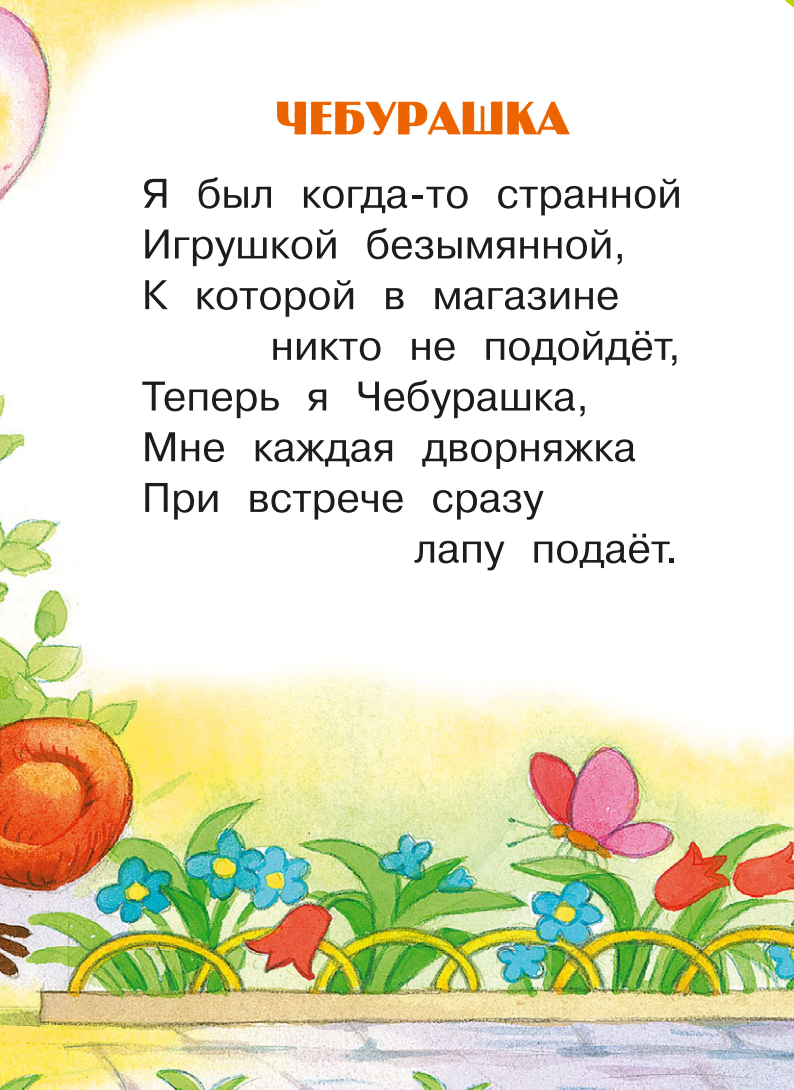 ЧЕБУРАШКА
Я был когда-то странной
Игрушкой безымянной,
К которой в магазине
никто не подойдёт,
Теперь я Чебурашка,
Мне каждая дворняжка
При встрече сразу
лапу подаёт.